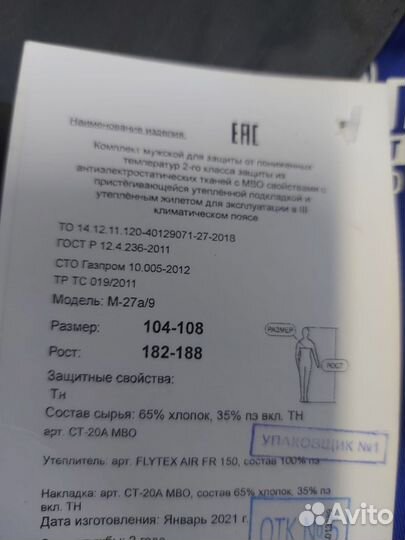 Наименование изделия:
EAC
Комплект мужской для защиты от пониженных
температур 2-го класса защиты из
антиэлектростатических тканей с МВО свойствами с
пристёгивающейся утеплённой подкладкой и
утеплённым жилетом для эксплуатации в III
климатическом поясе
ТО 14.12.11.120-40129071-27-2018
ГОСТ Р 12.4.236-2011
СТО Газпром 10.005-2012
ТР ТС 019/2011
Модель: М-27а/9
Размер: 104-108
РАЗМЕР
Рост: 182-188
РОСТ
Защитные свойства:
Тн
Состав сырья: 65% хлопок, 35% пэ вкл. ТН
арт. СТ-20А МВО
УПАКОВЩИК №1
Утеплитель: арт. FLYTEX AIR FR 150, состав 100% пэ
Накладка: арт. СТ-20А МВО, состав 65% хлопок, 35% пэ
вкл. ТН
Дата изготовления: Январь 2021 г.
ОТК №
2 года
Avito